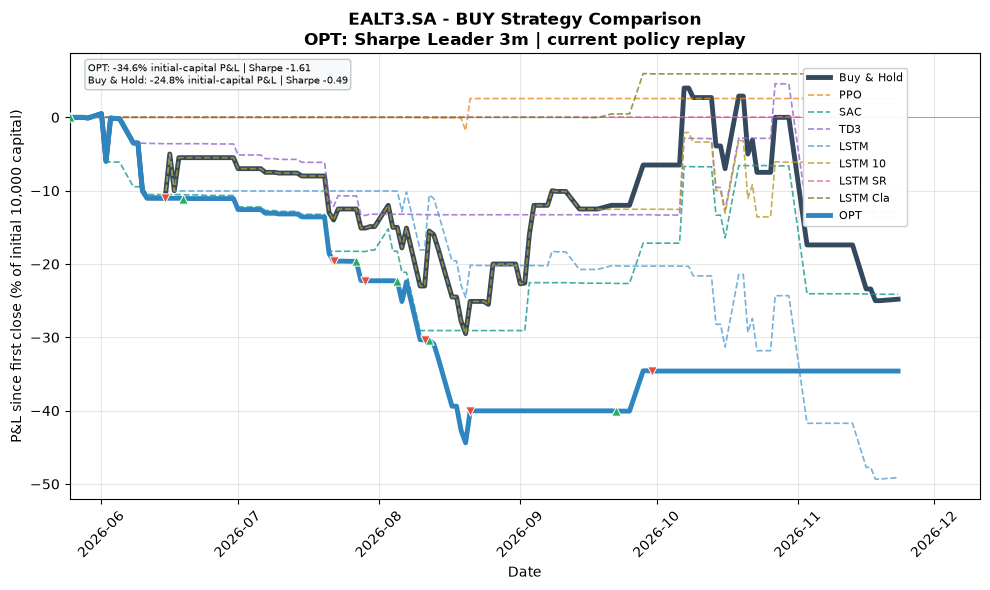 EALT3.SA - BUY Strategy Comparison
OPT: Sharpe Leader 3m | current policy replay
OPT: -34.6% initial-capital P&L | Sharpe -1.61
Buy & Hold: -24.8% initial-capital P&L | Sharpe -0.49
Buy & Hold
PPO
SAC
TD3
LSTM
LSTM 10
LSTM SR
LSTM Cla
OPT
P&L since first close (% of initial 10,000 capital)
0
−10
−20
−30
−40
−50
2026-06
2026-07
2026-08
2026-09
2026-10
2026-11
2026-12
Date